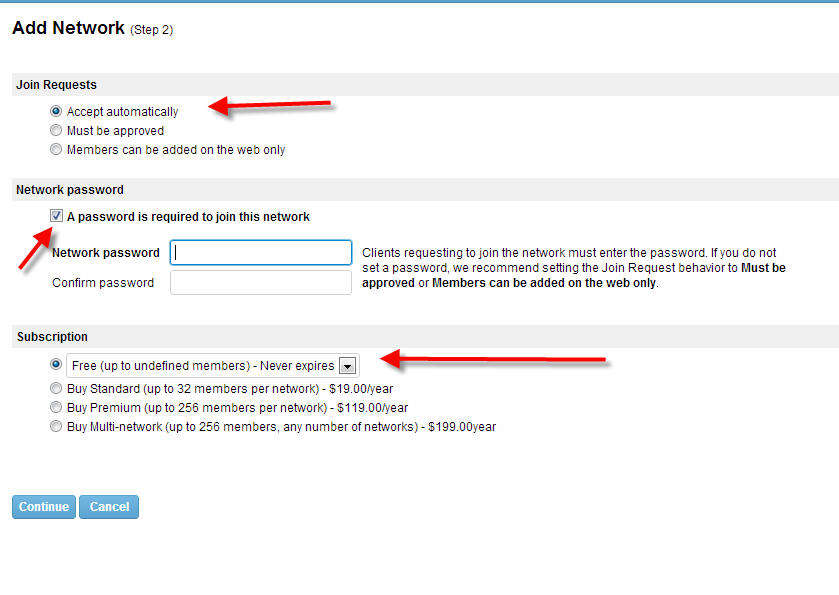 Add Network (Step 2)
Join Requests
Accept automatically
Must be approved
Members can be added on the web only
Network password
A password is required to join this network
Network password
Clients requesting to join the network must enter the password. If you do not
set a password, we recommend setting the Join Request behavior to Must be
approved or Members can be added on the web only.
Confirm password
Subscription
Free (up to undefined members) - Never expires
Buy Standard (up to 32 members per network) - $19.00/year
Buy Premium (up to 256 members per network) - $119.00/year
Buy Multi-network (up to 256 members, any number of networks) - $199.00year
Continue Cancel